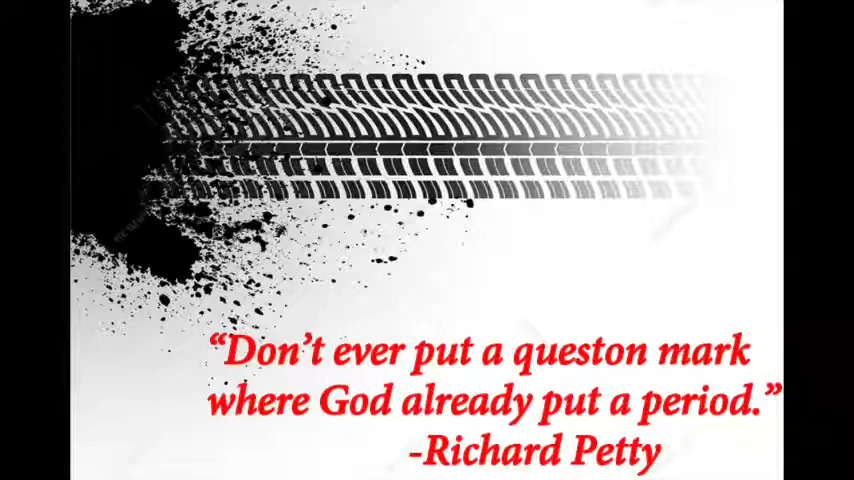 “Don’t ever put a queston mark
where God already put a period.”
-Richard Petty